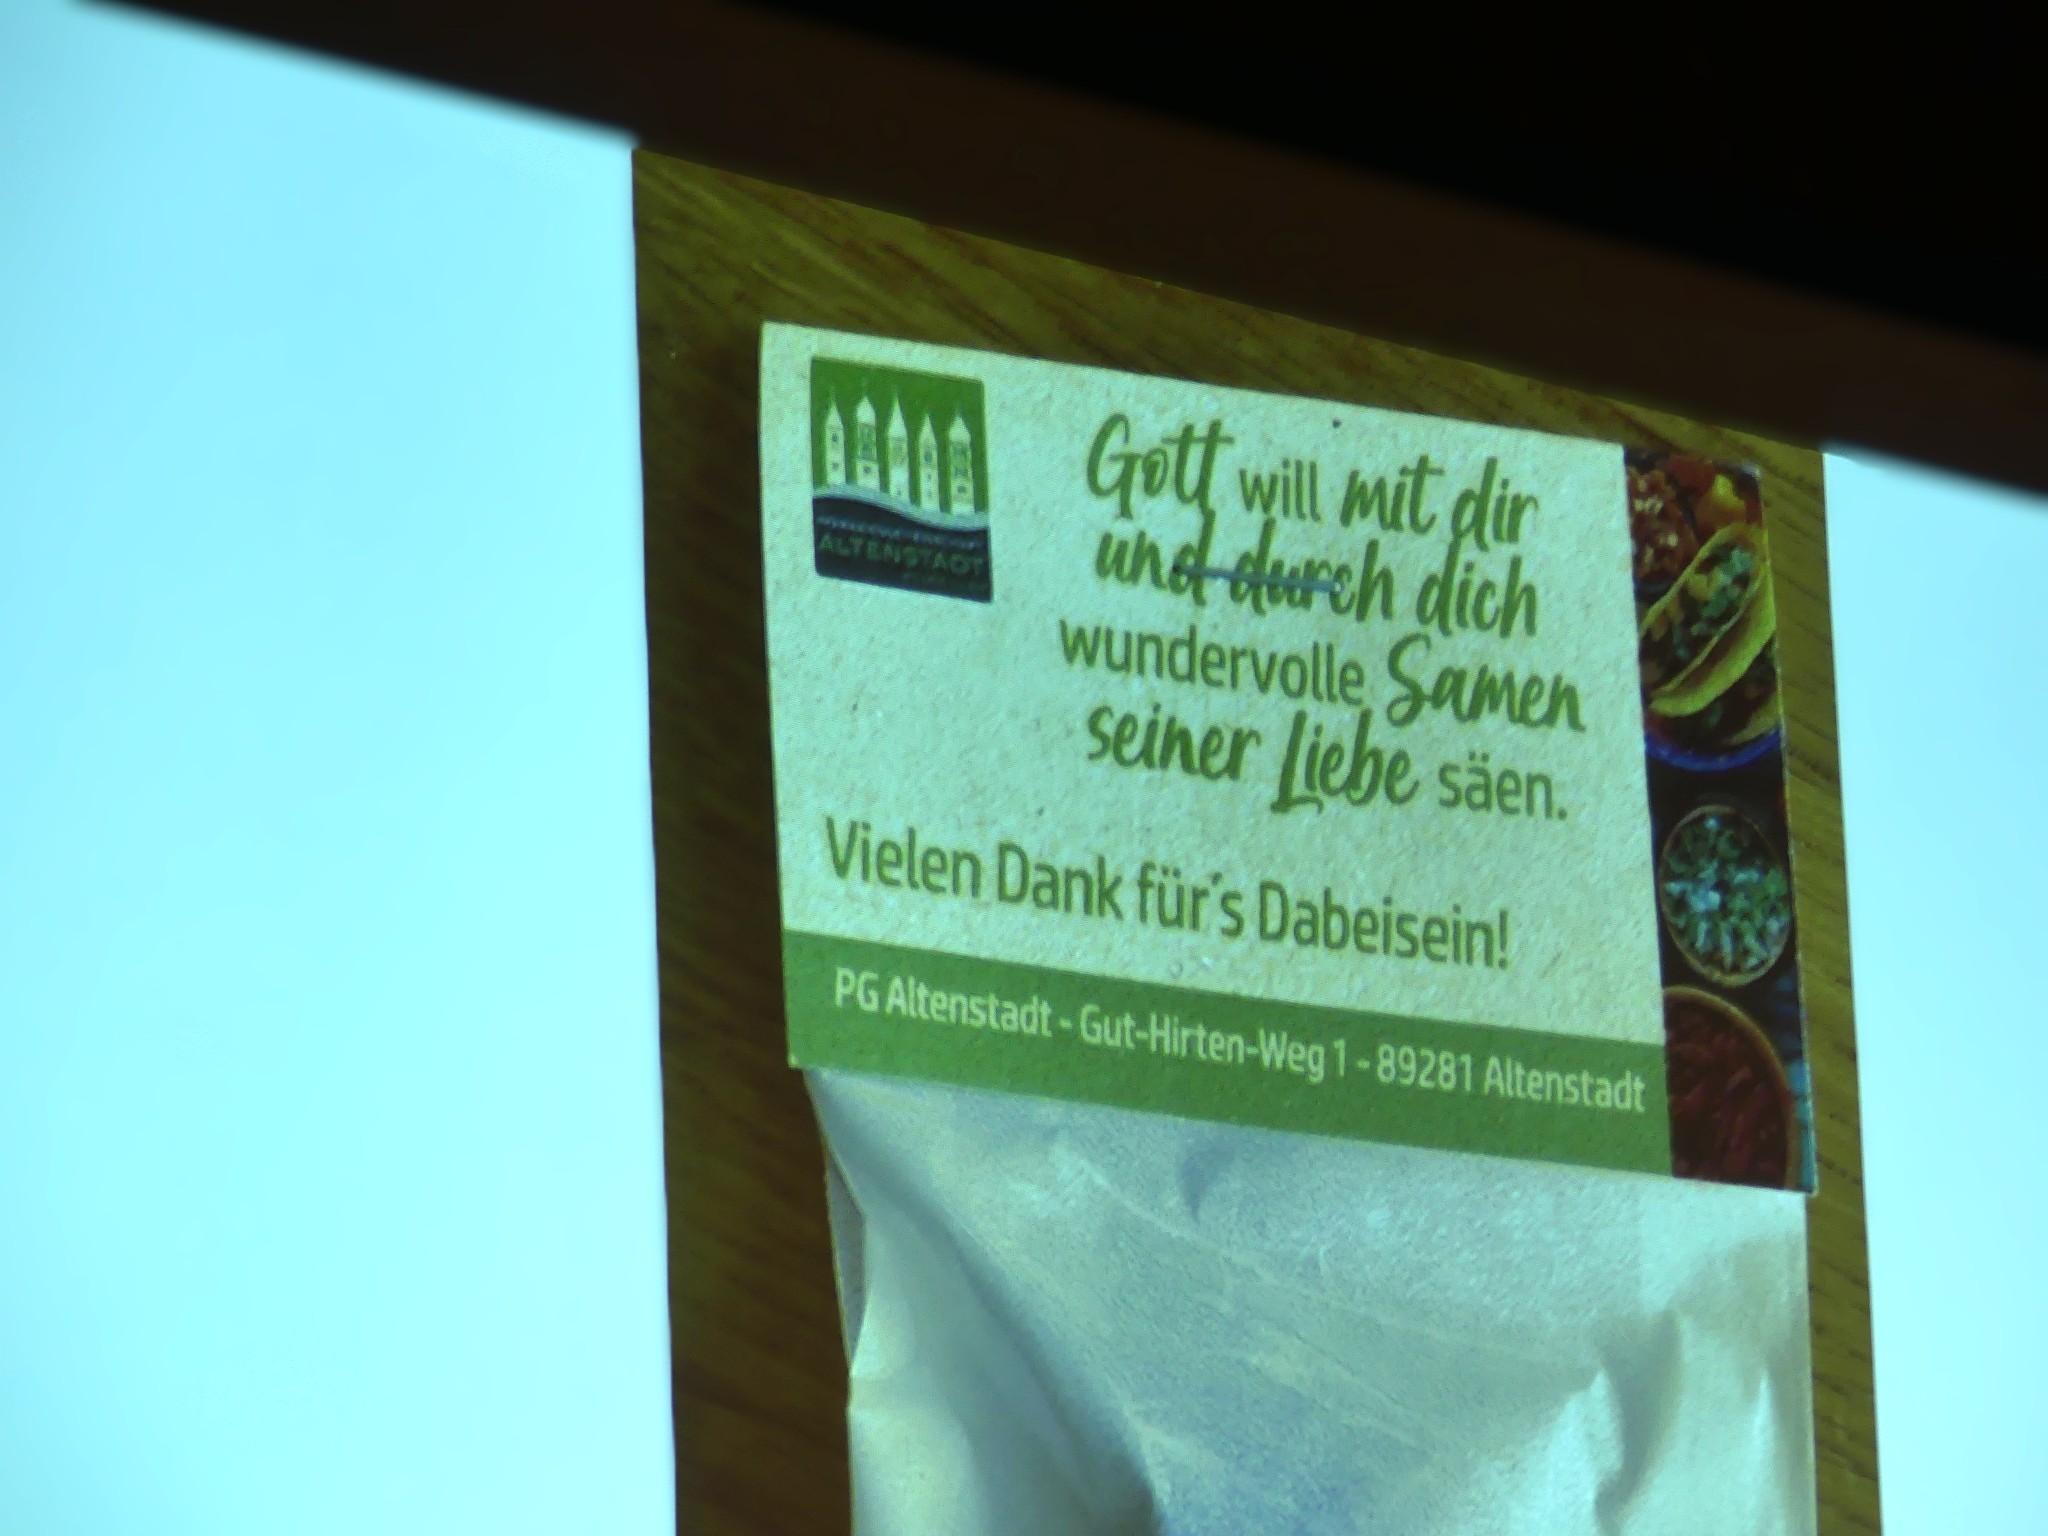 ALTENSTADT
Gott will mit dir
und durch dich
wundervolle Samen
seiner Liebe säen.
Vielen Dank für´s Dabeisein!
PG Altenstadt - Gut-Hirten-Weg 1 - 89281 Altenstadt